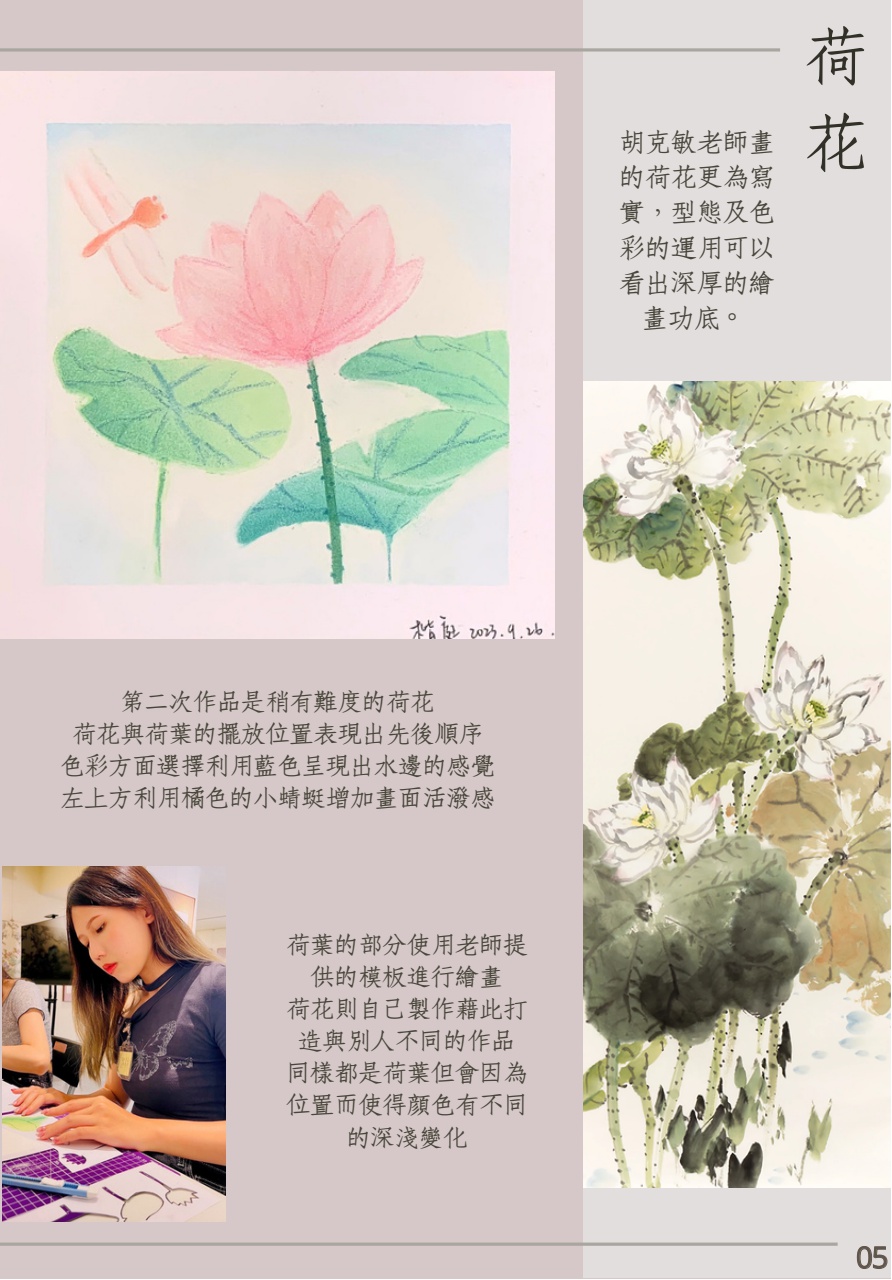 荷花
胡克敏老師畫
的荷花更為寫
實，型態及色
彩的運用可以
看出深厚的繪
畫功底。
2023.9.26.
第二次作品是稍有難度的荷花
荷花與荷葉的擺放位置表現出先後順序
色彩方面選擇利用藍色呈現出水邊的感覺
左上方利用橘色的小蜻蜓增加畫面活潑感
荷葉的部分使用老師提
供的模板進行繪畫
荷花則自己製作藉此打
造與別人不同的作品
同樣都是荷葉但會因為
位置而使得顏色有不同
的深淺變化
05